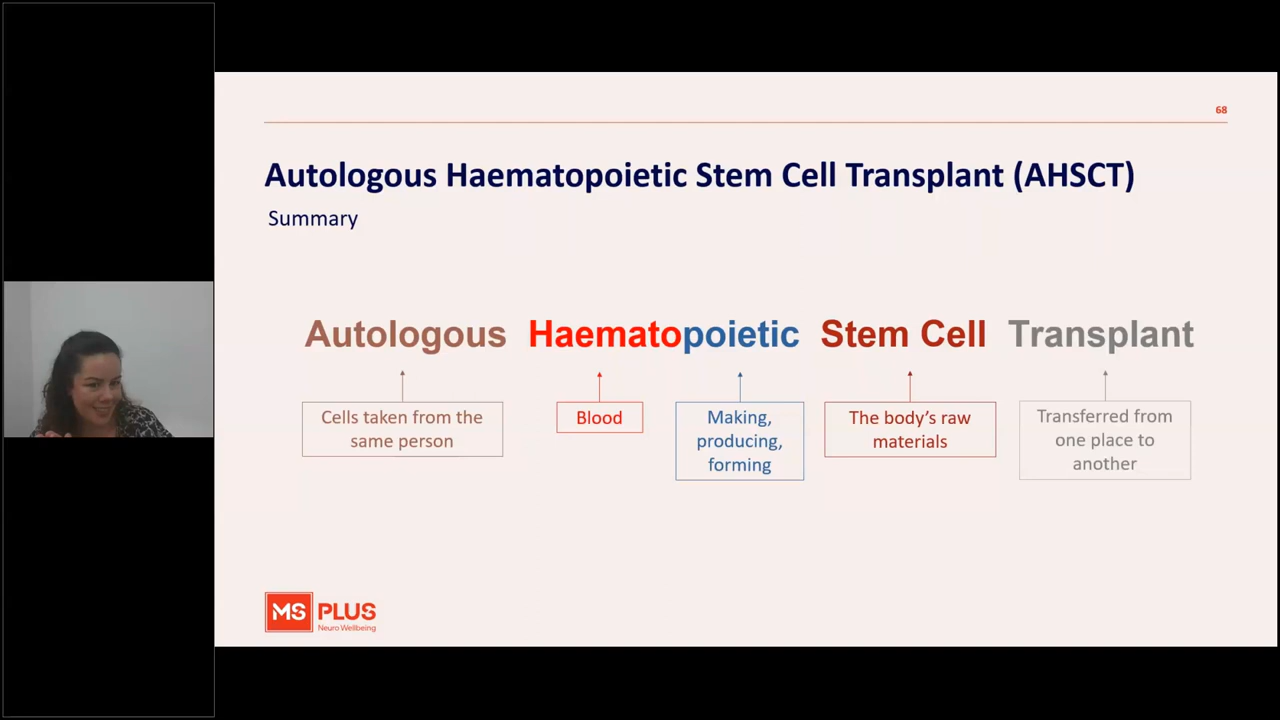 68
Autologous Haematopoietic Stem Cell Transplant (AHSCT)
Summary
Autologous Haematopoietic Stem Cell Transplant
Cells taken from the
same person
Blood
Making,
producing,
forming
The body’s raw
materials
Transferred from
one place to
another
MS PLUS
Neuro Wellbeing